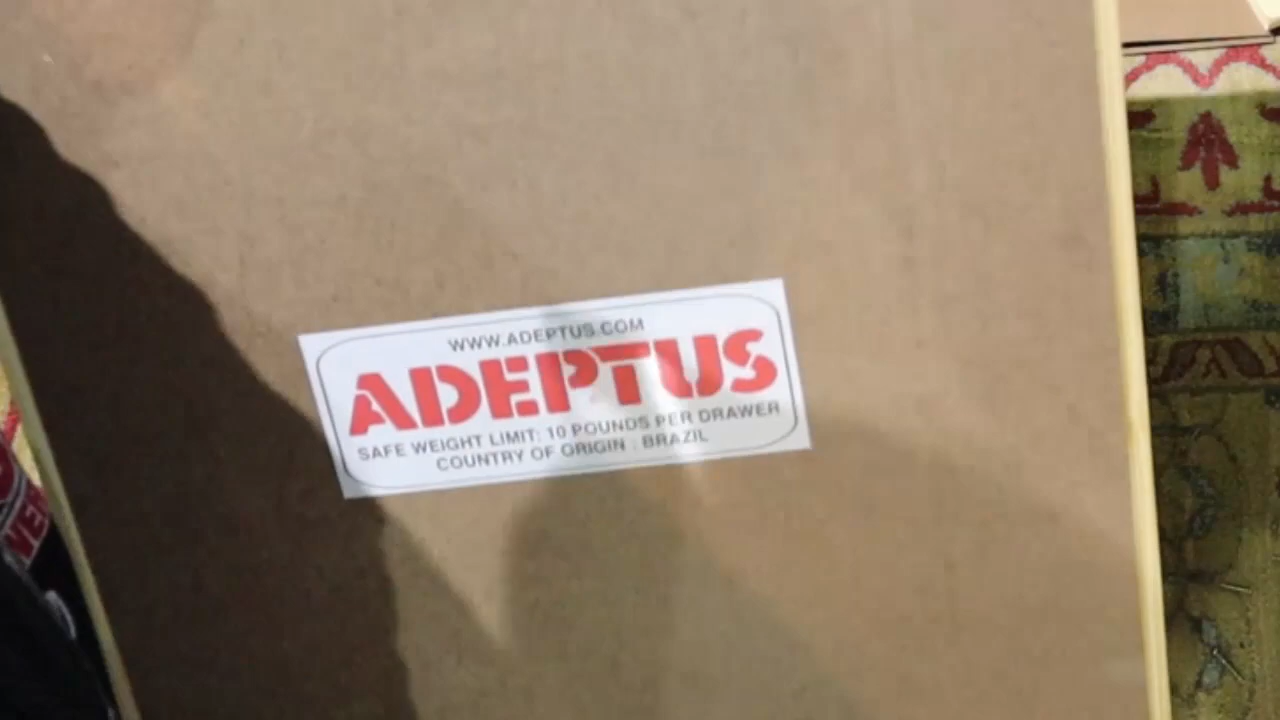 WWW.ADEPTUS.COM
ADEPTUS
SAFE WEIGHT LIMIT: 10 POUNDS PER DRAWER
COUNTRY OF ORIGIN : BRAZIL